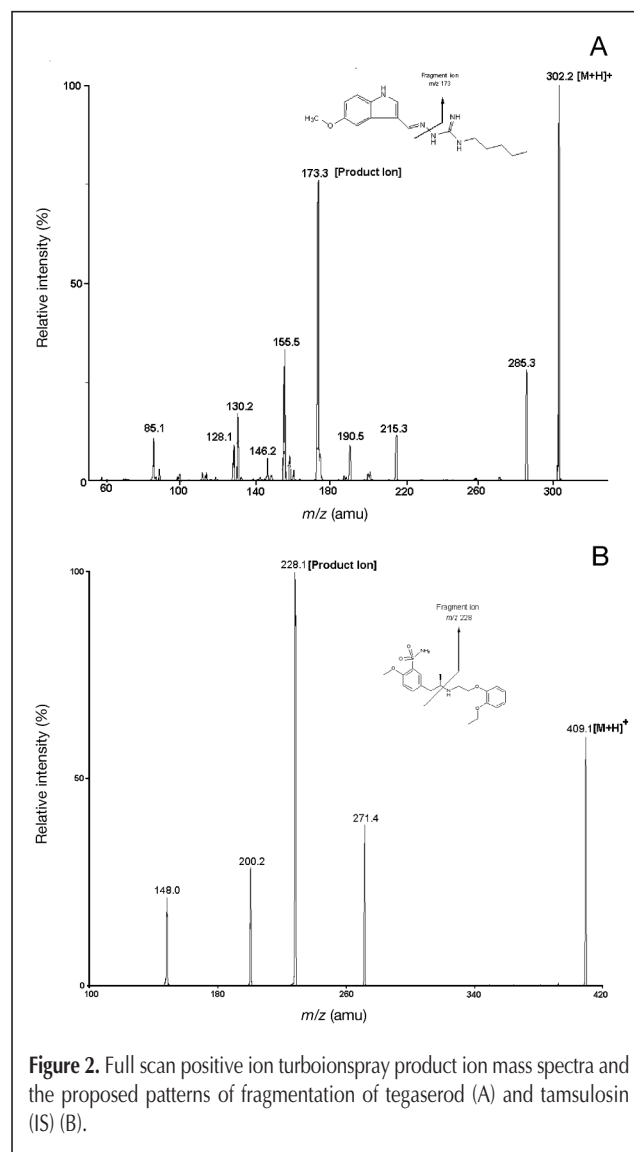 A
Fragment ion
m/z 173
302.2 [M+H]+
100
NH
H₃C
O
N
N
NH
NH
N
H
173.3 [Product Ion]
Relative intensity (%)
50
155.5
285.3
130.2
85.1
128.1
146.2
190.5
215.3
0
60
100
140
180
220
260
300
m/z (amu)
B
228.1 [Product Ion]
100
Fragment ion
m/z 228
O
S
NH₂
O
O
NH
O
O
409.1 [M+H]+
Relative intensity (%)
50
271.4
200.2
148.0
0
100
180
260
340
420
m/z (amu)
Figure 2. Full scan positive ion turboionspray product ion mass spectra and
the proposed patterns of fragmentation of tegaserod (A) and tamsulosin
(IS) (B).